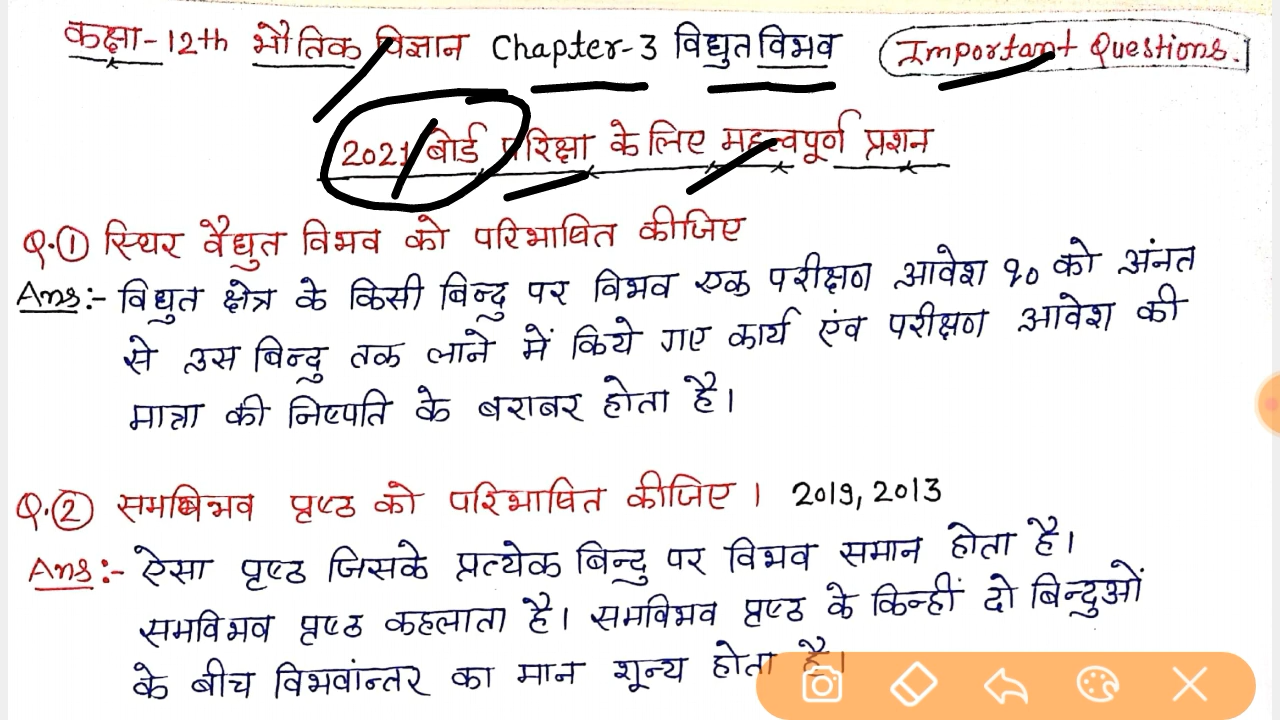 कक्षा-12th भौतिक विज्ञान Chapter-3 विद्युत विभव Important Questions.
2021 बोर्ड परिक्षा के लिए महत्त्वपूर्ण प्रशन
Q.① स्थिर वैद्युत विभव को परिभाषित कीजिए
Ans:- विद्युत क्षेत्र के किसी बिन्दु पर विभव एक परीक्षण आवेश q० को अंनत
से उस बिन्दु तक लाने में किये गए कार्य एंव परीक्षण आवेश की
मात्रा की निष्पति के बराबर होता है।
Q.② समविभव पृष्ठ को परिभाषित कीजिए। 2019, 2013
Ans:- ऐसा पृष्ठ जिसके प्रत्येक बिन्दु पर विभव समान होता है।
समविभव पृष्ठ कहलाता है। समविभव पृष्ठ के किन्हीं दो बिन्दुओं
के बीच विभवांन्तर का मान शून्य होता है।